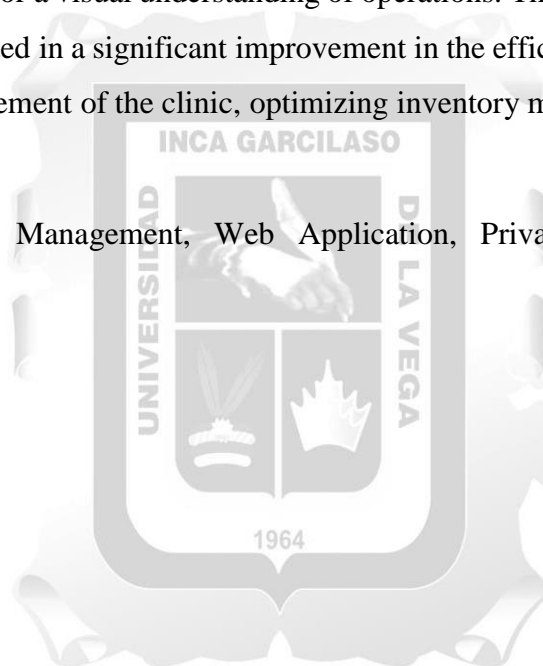 or a visual understanding of operations. Th
ed in a significant improvement in the effic
ement of the clinic, optimizing inventory m
INCA GARCILASO
Management, Web Application, Priva
UNIVERSIDAD
DE LA VEGA
1964